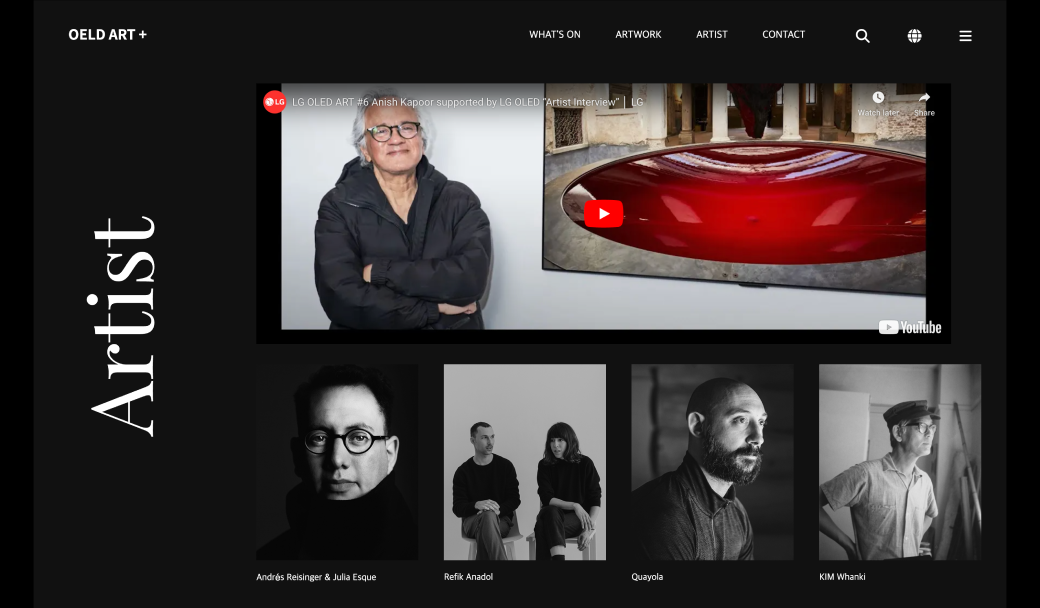 OELD ART +
WHAT'S ON
ARTWORK
ARTIST
CONTACT
LG
LG OLED ART #6 Anish Kapoor supported by LG OLED "Artist Interview" | LG
Watch later
Share
YouTube
Artist
Andrés Reisinger & Julia Esque
Refik Anadol
Quayola
KIM Whanki